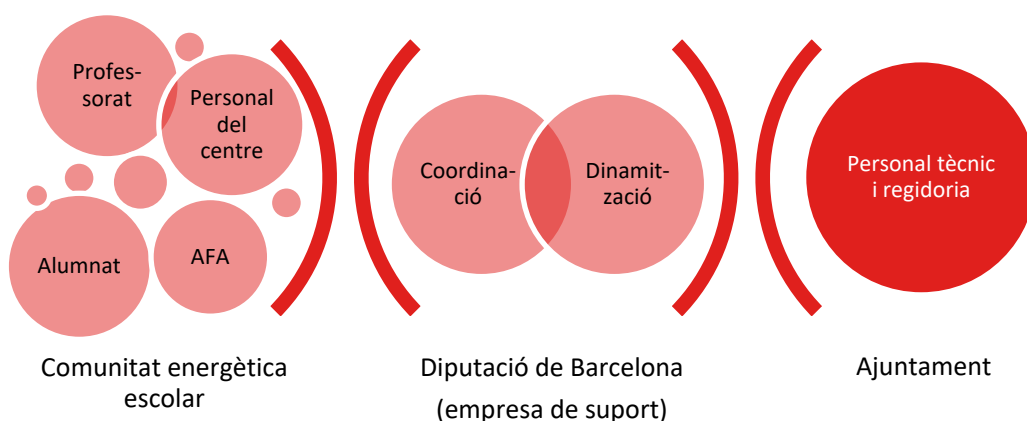 Profes-
sorat
Personal
del
centre
Alumnat
AFA
Coordina-
ció
Dinamit-
zació
Personal tècnic
i regidoria
Comunitat energètica
escolar
Diputació de Barcelona
(empresa de suport)
Ajuntament